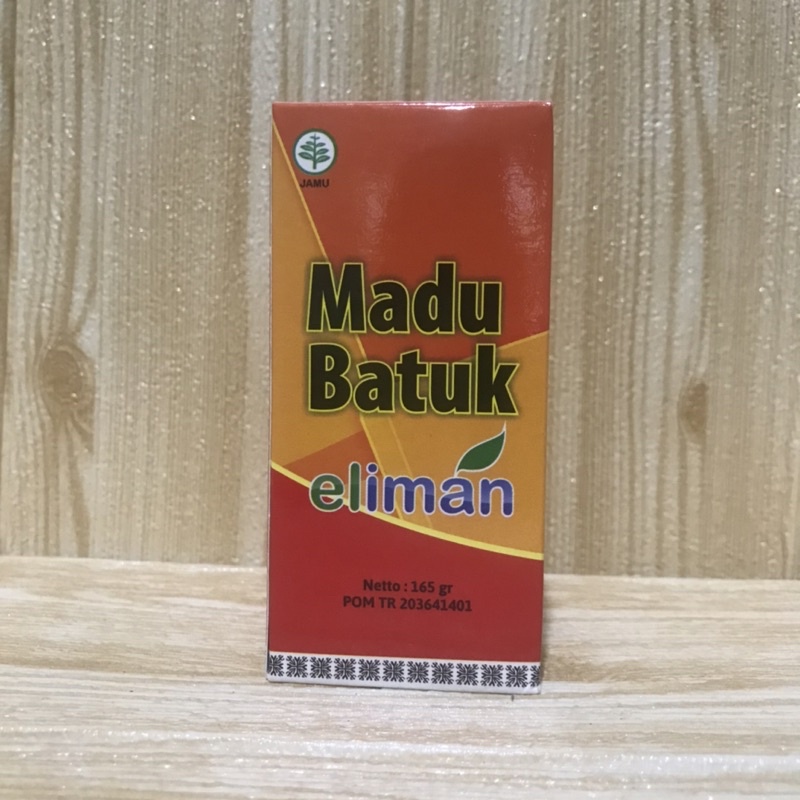 JAMU
Madu
Batuk
eliman
Netto : 165 gr
POM TR 203641401